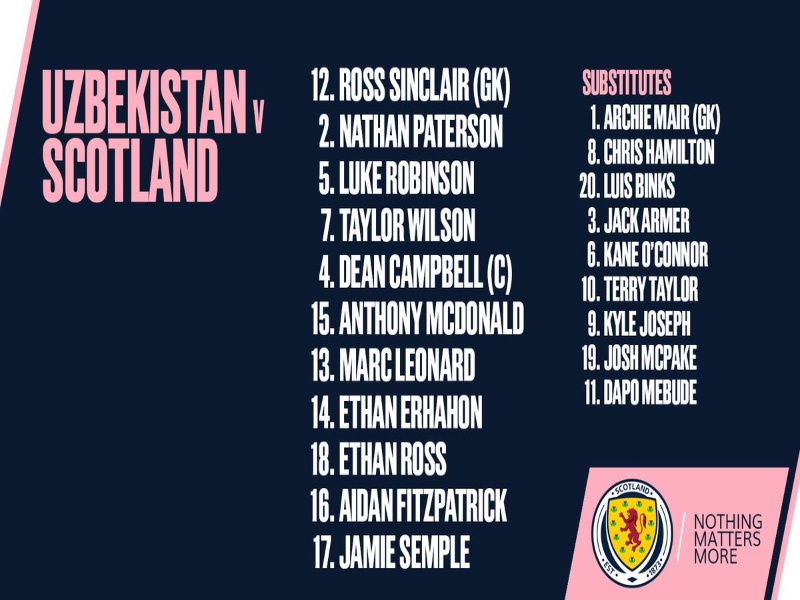 UZBEKISTAN V
SCOTLAND
12. ROSS SINCLAIR (GK)
2. NATHAN PATERSON
5. LUKE ROBINSON
7. TAYLOR WILSON
4. DEAN CAMPBELL (C)
15. ANTHONY MCDONALD
13. MARC LEONARD
14. ETHAN ERHAHON
18. ETHAN ROSS
16. AIDAN FITZPATRICK
17. JAMIE SEMPLE
SUBSTITUTES
1. ARCHIE MAIR (GK)
8. CHRIS HAMILTON
20. LUIS BINKS
3. JACK ARMER
6. KANE O'CONNOR
10. TERRY TAYLOR
9. KYLE JOSEPH
19. JOSH MCPAKE
11. DAPO MEBUDE
SCOTLAND
EST 1873
NOTHING
MATTERS
MORE